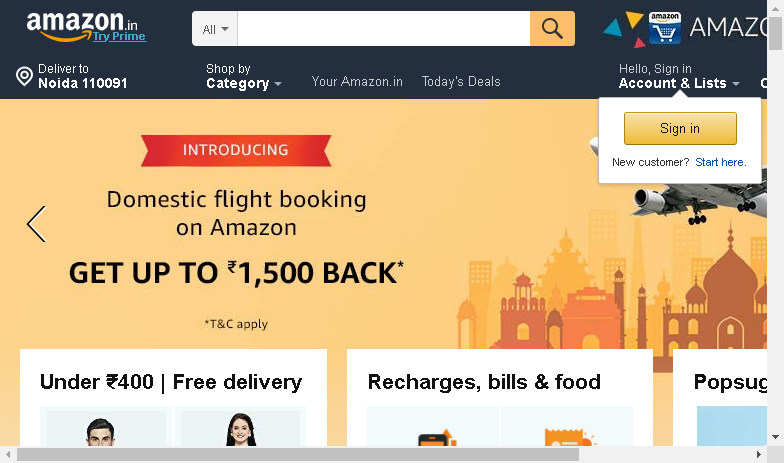 amazon.in
Try Prime
All
amazon
AMAZO
Deliver to
Noida 110091
Shop by
Category
Your Amazon.in
Today's Deals
Hello, Sign in
Account & Lists
Sign in
New customer? Start here.
INTRODUCING
Domestic flight booking
on Amazon
GET UP TO ₹1,500 BACK*
*T&C apply
Under ₹400 | Free delivery
Recharges, bills & food
Popsug